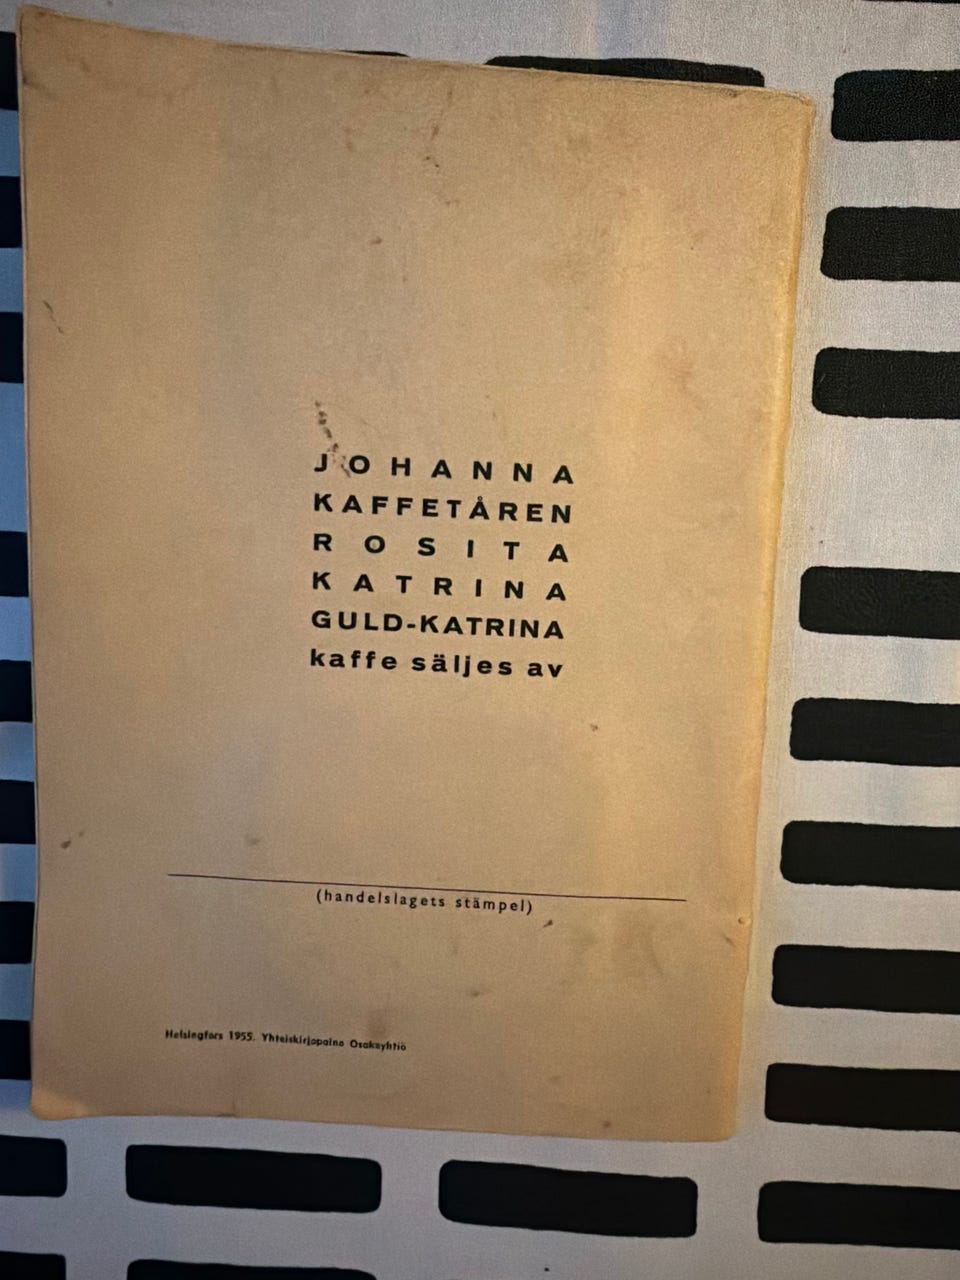 JOHANNA
KAFFETÅREN
ROSITA
KATRINA
GULD-KATRINA
kaffe säljes av
(handelslagets stämpel)
Helsingfors 1955. Yhteiskirjapaino Osakeyhtiö